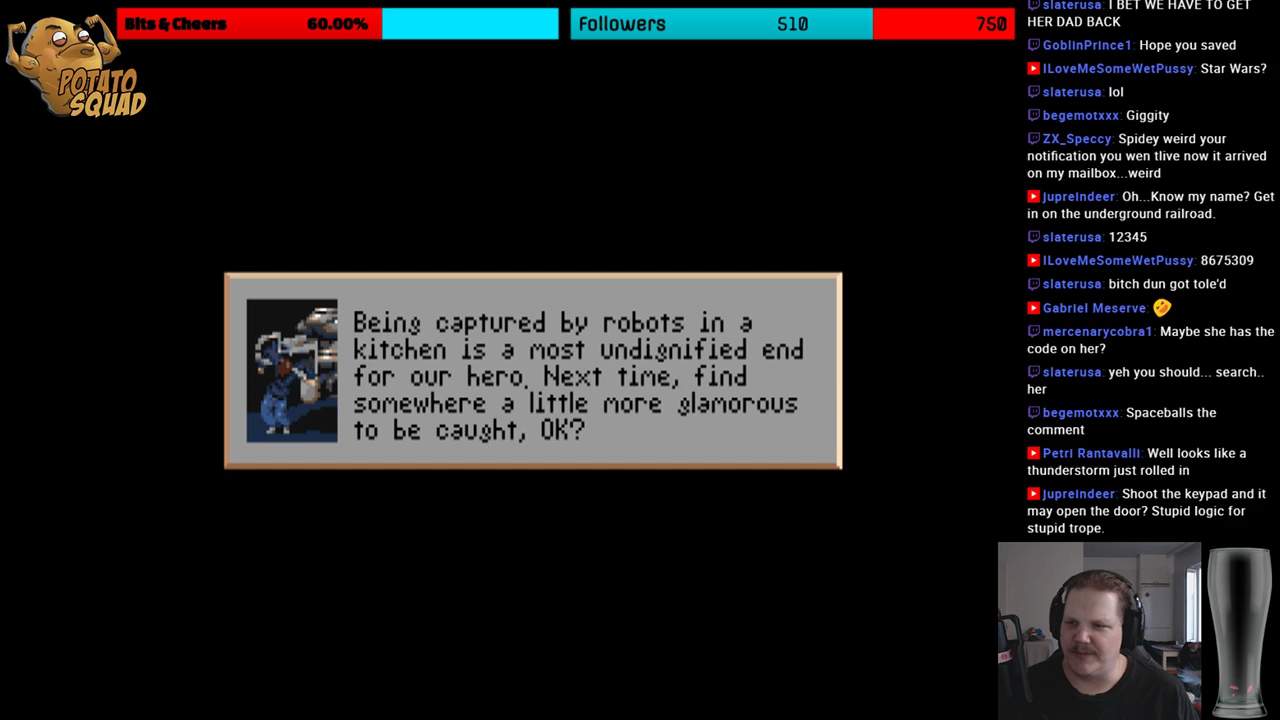 POTATO
SQUAD
Bits & Cheers 60.00%
Followers 510 750
Being captured by robots in a
kitchen is a most undignified end
for our hero. Next time, find
somewhere a little more glamorous
to be caught, OK?
slaterusa: I BET WE HAVE TO GET
HER DAD BACK
GoblinPrince1: Hope you saved
ILoveMeSomeWetPussy: Star Wars?
slaterusa: lol
begemotxxx: Giggity
ZX_Speccy: Spidey weird your
notification you wen tlive now it arrived
on my mailbox...weird
jupreindeer: Oh...Know my name? Get
in on the underground railroad.
slaterusa: 12345
ILoveMeSomeWetPussy: 8675309
slaterusa: bitch dun got tole'd
Gabriel Meserve:
mercenarycobra1: Maybe she has the
code on her?
slaterusa: yeh you should... search..
her
begemotxxx: Spaceballs the
comment
Petri Rantavalli: Well looks like a
thunderstorm just rolled in
jupreindeer: Shoot the keypad and it
may open the door? Stupid logic for
stupid trope.